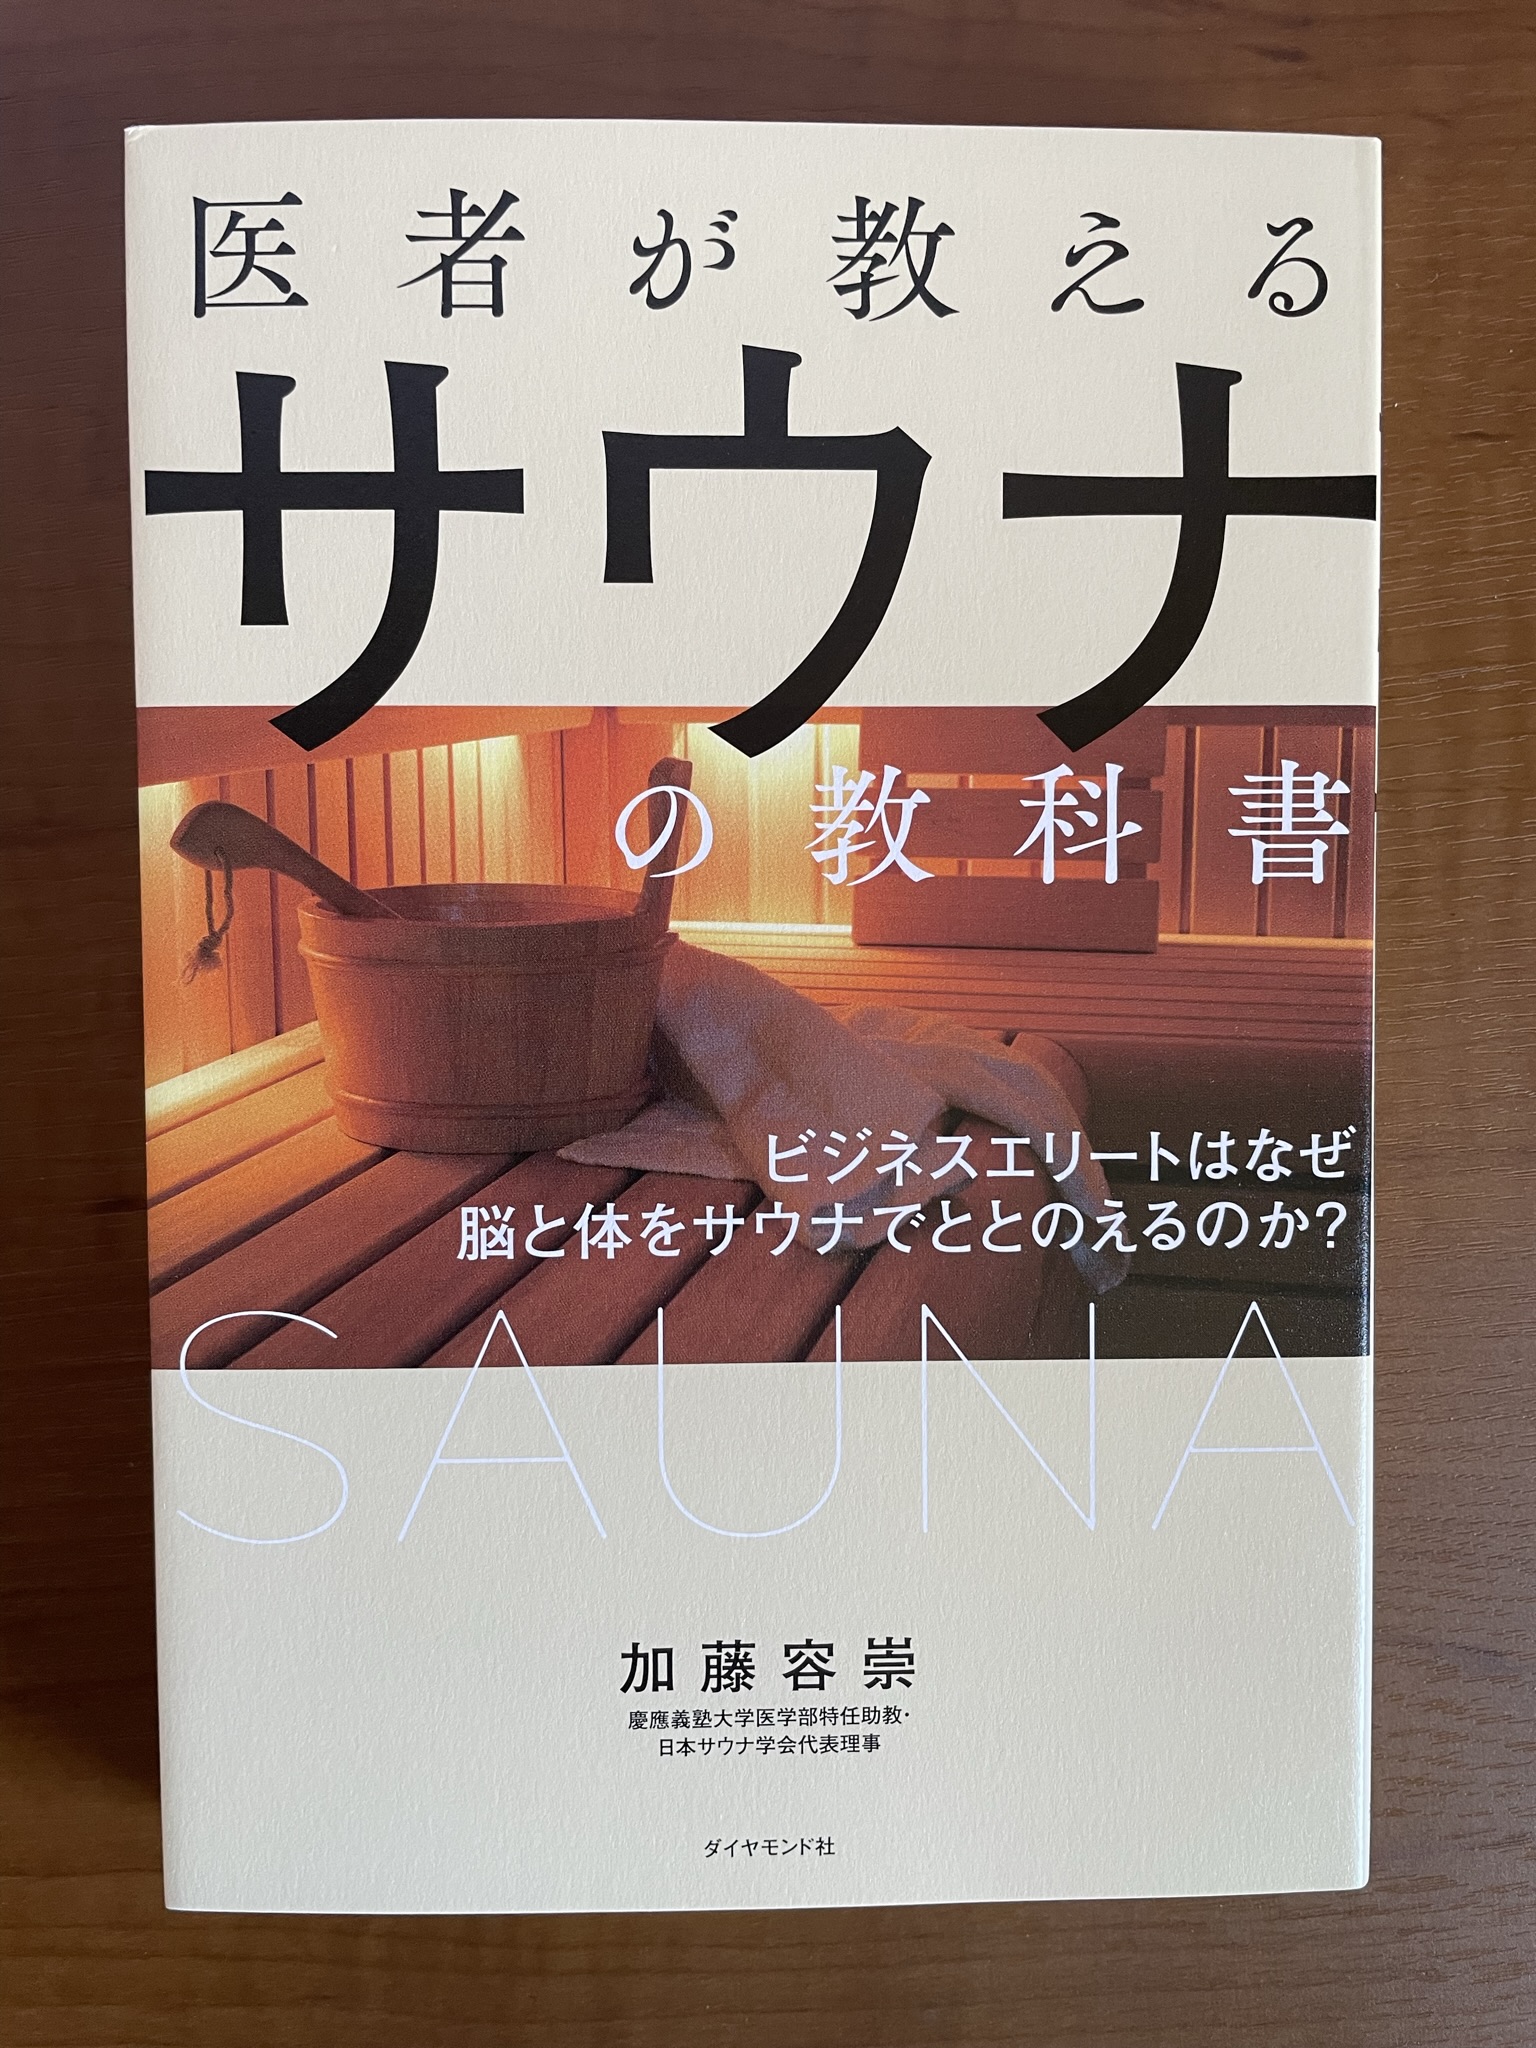 医者が教える
サウナ
の教科書
ビジネスエリートはなぜ
脳と体をサウナでととのえるのか?
SAUNA
加藤容崇
慶應義塾大学医学部特任助教・
日本サウナ学会代表理事
ダイヤモンド社